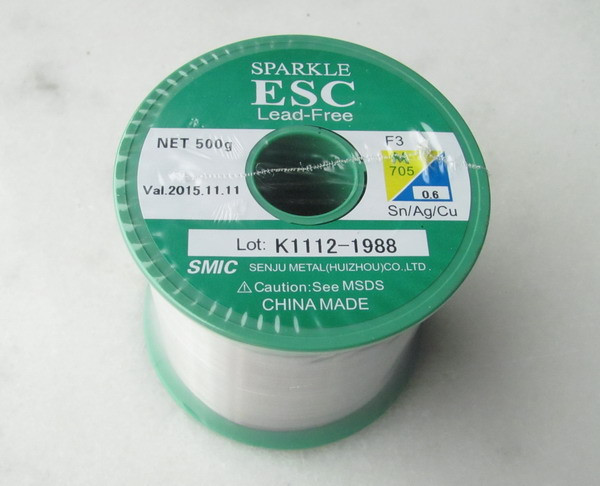 SPARKLE
ESC
Lead-Free
NET 500g
F3
M
705
Val.2015.11.11
0.6
Sn/Ag/Cu
Lot: K1112-1988
SMIC SENJU METAL(HUIZHOU)CO.,LTD.
⚠Caution:See MSDS
CHINA MADE